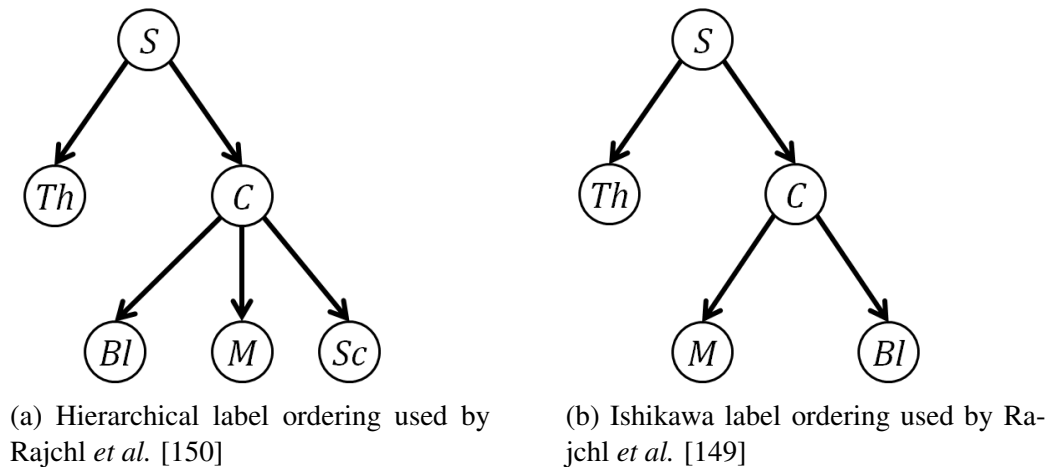 S
Th
C
Bl
M
Sc
(a) Hierarchical label ordering used by
Rajchl et al. [150]
S
Th
C
M
Bl
(b) Ishikawa label ordering used by Ra-
jchl et al. [149]